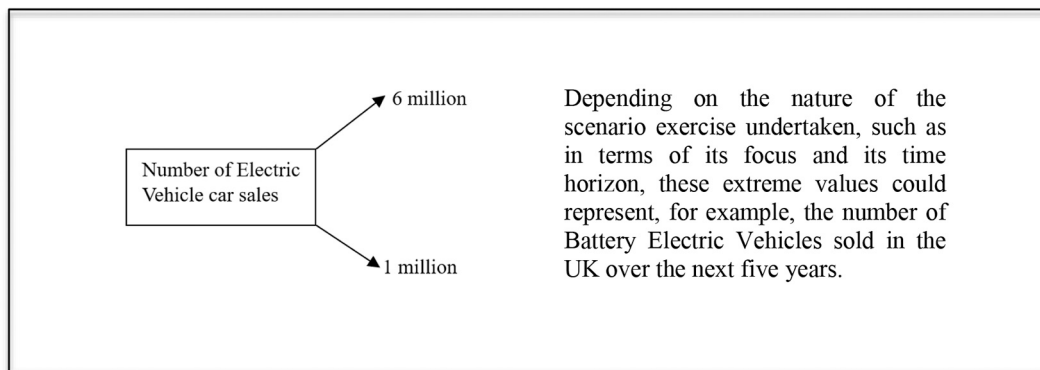 6 million
Number of Electric
Vehicle car sales
1 million
Depending on the nature of the
scenario exercise undertaken, such as
in terms of its focus and its time
horizon, these extreme values could
represent, for example, the number of
Battery Electric Vehicles sold in the
UK over the next five years.